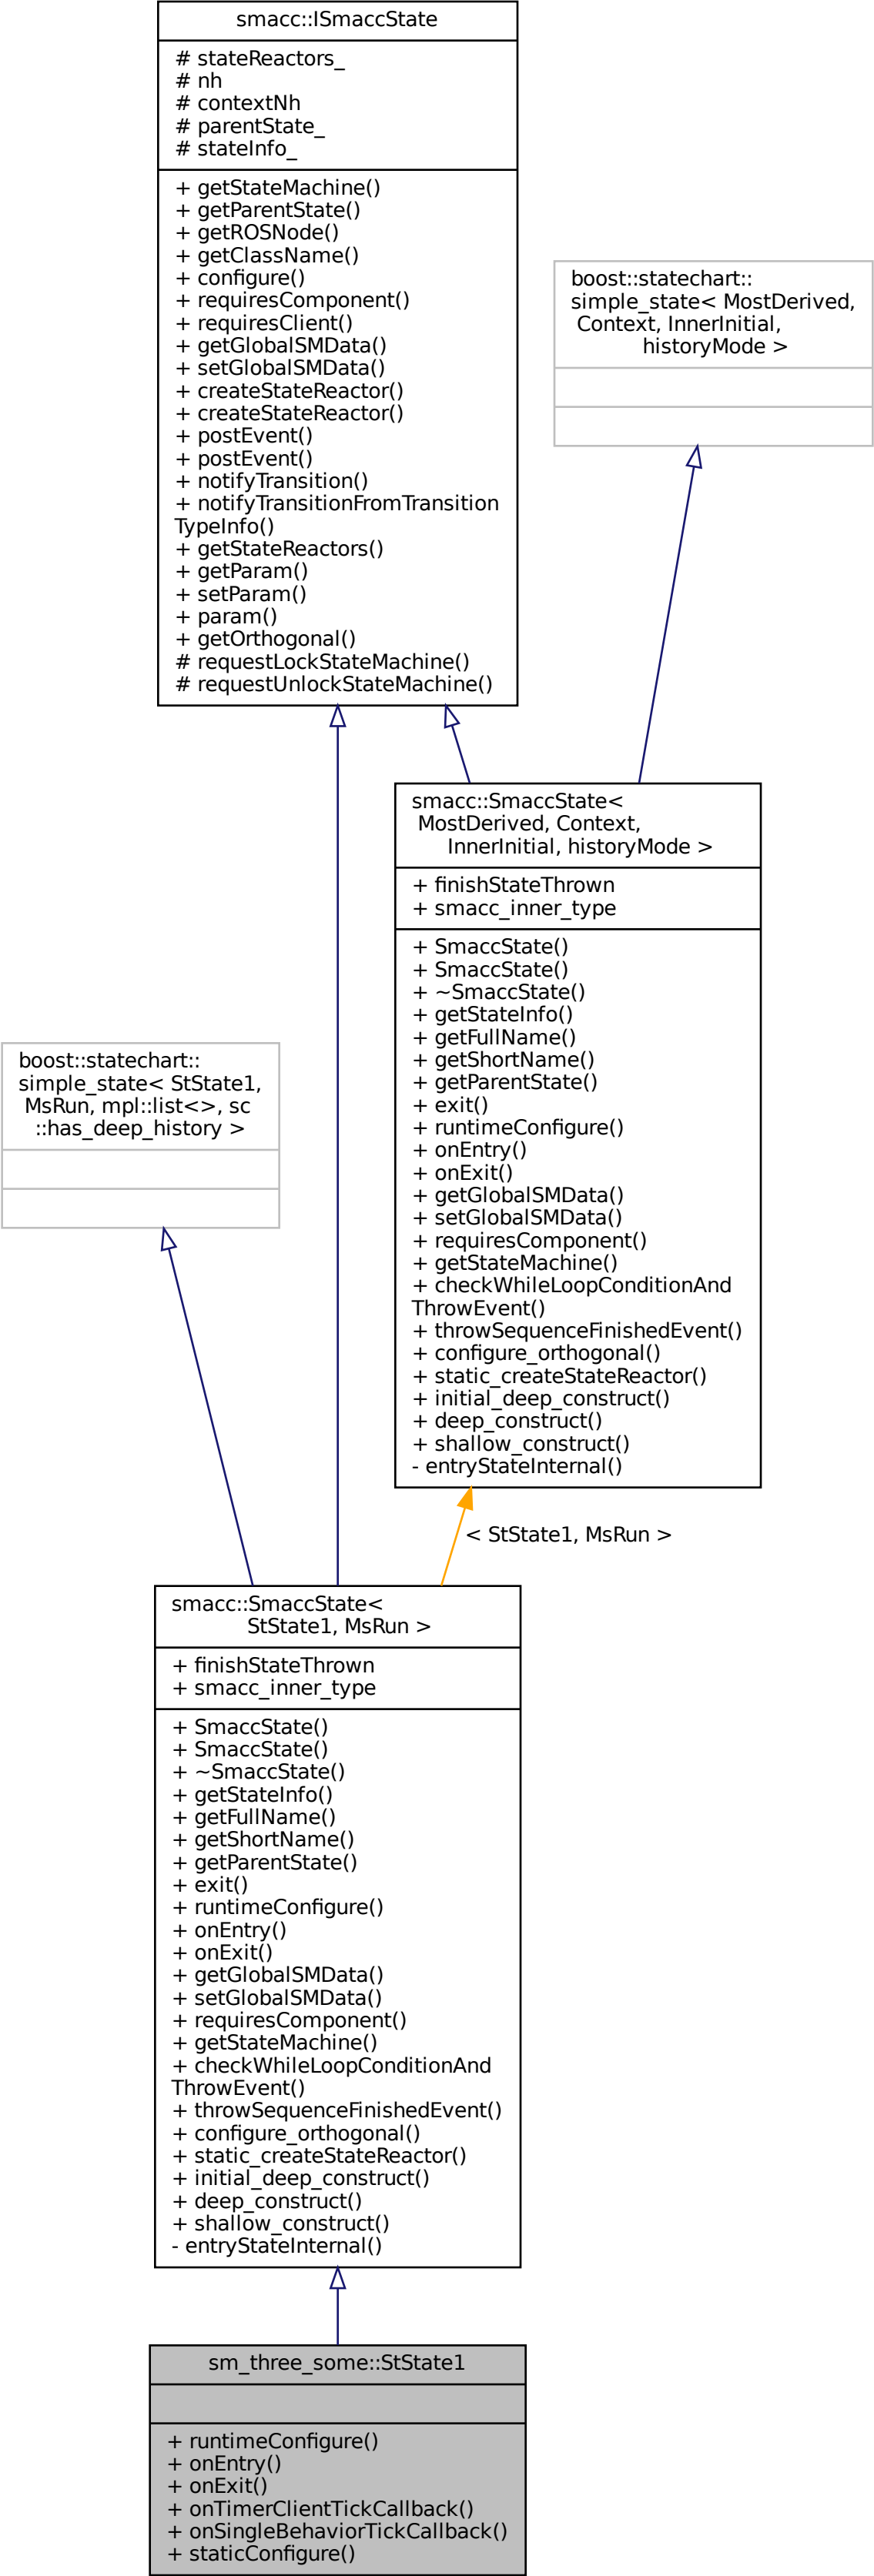 smacc::ISmaccState
# stateReactors_
# nh
# contextNh
# parentState_
# stateInfo_
+ getStateMachine()
+ getParentState()
+ getROSNode()
+ getClassName()
+ configure()
+ requiresComponent()
+ requiresClient()
+ getGlobalSMData()
+ setGlobalSMData()
+ createStateReactor()
+ createStateReactor()
+ postEvent()
+ postEvent()
+ notifyTransition()
+ notifyTransitionFromTransition
TypeInfo()
+ getStateReactors()
+ getParam()
+ setParam()
+ param()
+ getOrthogonal()
# requestLockStateMachine()
# requestUnlockStateMachine()
boost::statechart::
simple_state< MostDerived,
Context, InnerInitial,
historyMode >
smacc::SmaccState<
MostDerived, Context,
InnerInitial, historyMode >
+ finishStateThrown
+ smacc_inner_type
+ SmaccState()
+ SmaccState()
+ ~SmaccState()
+ getStateInfo()
+ getFullName()
+ getShortName()
+ getParentState()
+ exit()
+ runtimeConfigure()
+ onEntry()
+ onExit()
+ getGlobalSMData()
+ setGlobalSMData()
+ requiresComponent()
+ getStateMachine()
+ checkWhileLoopConditionAnd
ThrowEvent()
+ throwSequenceFinishedEvent()
+ configure_orthogonal()
+ static_createStateReactor()
+ initial_deep_construct()
+ deep_construct()
+ shallow_construct()
- entryStateInternal()
boost::statechart::
simple_state< StState1,
MsRun, mpl::list<>, sc
::has_deep_history >
< StState1, MsRun >
smacc::SmaccState<
StState1, MsRun >
+ finishStateThrown
+ smacc_inner_type
+ SmaccState()
+ SmaccState()
+ ~SmaccState()
+ getStateInfo()
+ getFullName()
+ getShortName()
+ getParentState()
+ exit()
+ runtimeConfigure()
+ onEntry()
+ onExit()
+ getGlobalSMData()
+ setGlobalSMData()
+ requiresComponent()
+ getStateMachine()
+ checkWhileLoopConditionAnd
ThrowEvent()
+ throwSequenceFinishedEvent()
+ configure_orthogonal()
+ static_createStateReactor()
+ initial_deep_construct()
+ deep_construct()
+ shallow_construct()
- entryStateInternal()
sm_three_some::StState1
+ runtimeConfigure()
+ onEntry()
+ onExit()
+ onTimerClientTickCallback()
+ onSingleBehaviorTickCallback()
+ staticConfigure()